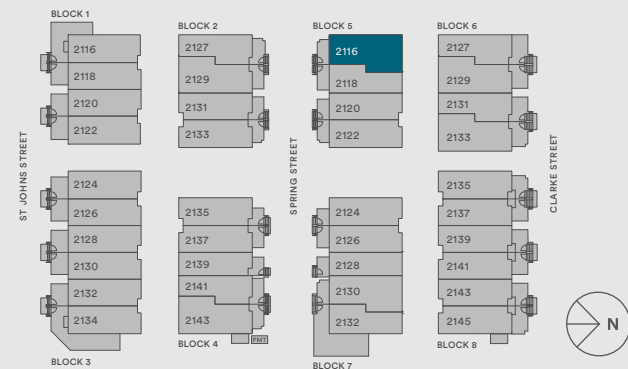 BLOCK 1
2116
2118
2120
2122
ST JOHNS STREET
2124
2126
2128
2130
2132
2134
BLOCK 3
BLOCK 2
2127
2129
2131
2133
2135
2137
2139
2141
2143
BLOCK 4
PMT
SPRING STREET
BLOCK 5
2116
2118
2120
2122
2124
2126
2128
2130
2132
BLOCK 7
BLOCK 6
2127
2129
2131
2133
2135
2137
2139
2141
2143
2145
BLOCK 8
CLARKE STREET
N